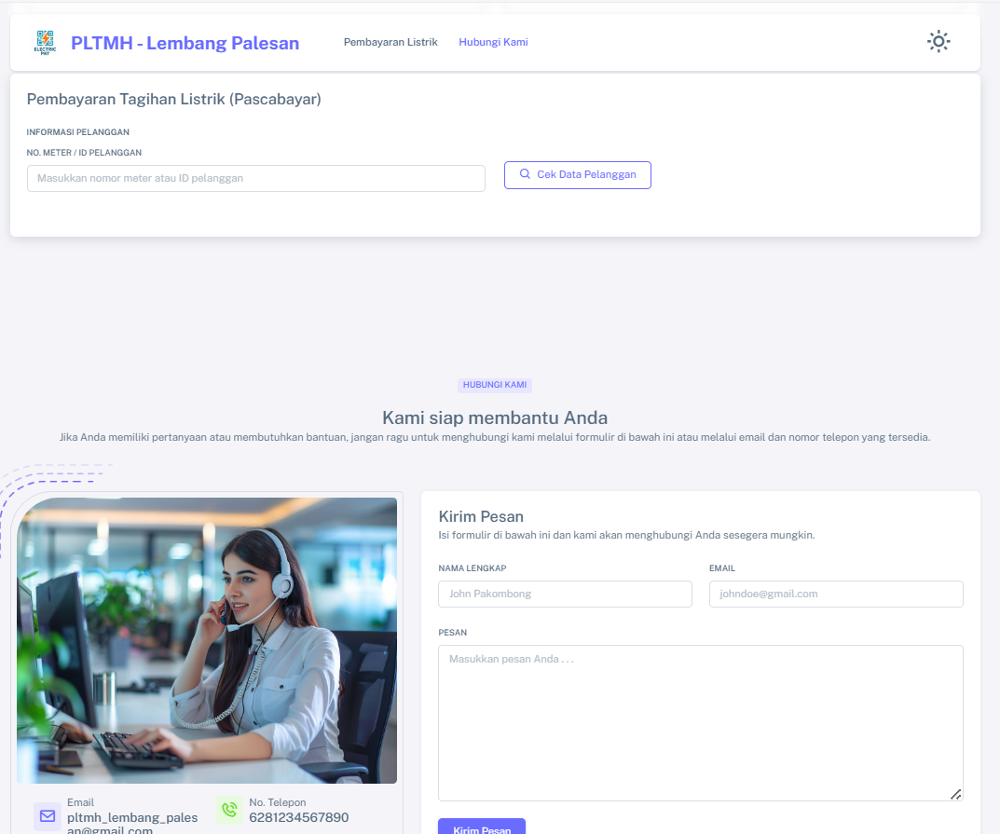 ELECTRIC
PAY
PLTMH - Lembang Palesan
Pembayaran Listrik
Hubungi Kami
Pembayaran Tagihan Listrik (Pascabayar)
INFORMASI PELANGGAN
NO. METER / ID PELANGGAN
Masukkan nomor meter atau ID pelanggan
Cek Data Pelanggan
HUBUNGI KAMI
Kami siap membantu Anda
Jika Anda memiliki pertanyaan atau membutuhkan bantuan, jangan ragu untuk menghubungi kami melalui formulir di bawah ini atau melalui email dan nomor telepon yang tersedia.
Email
pltmh_lembang_pales
an@gmail.com
No. Telepon
6281234567890
Kirim Pesan
Isi formulir di bawah ini dan kami akan menghubungi Anda sesegera mungkin.
NAMA LENGKAP
John Pakombong
EMAIL
johndoe@gmail.com
PESAN
Masukkan pesan Anda . . .
Kirim Pesan